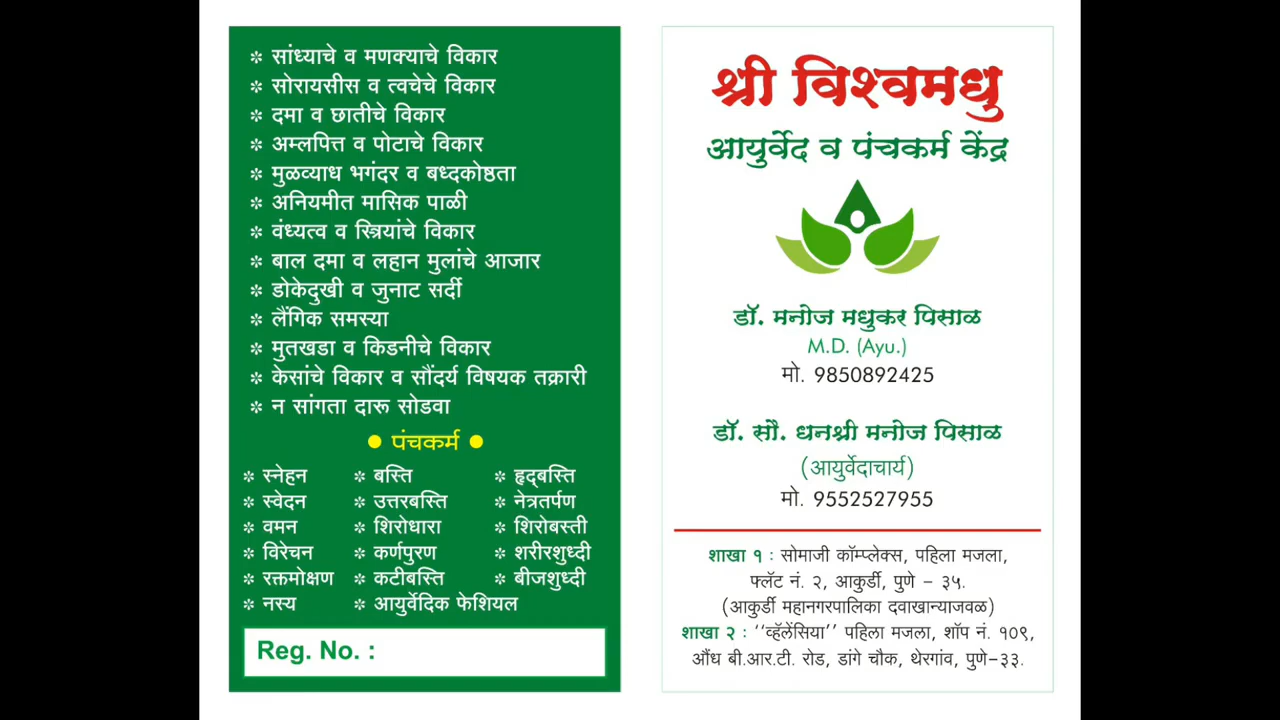 ✼ सांध्याचे व मणक्याचे विकार
✼ सोरायसीस व त्वचेचे विकार
✼ दमा व छातीचे विकार
✼ अम्लपित्त व पोटाचे विकार
✼ मुळव्याध भगंदर व बध्दकोष्ठता
✼ अनियमीत मासिक पाळी
✼ वंध्यत्व व स्त्रियांचे विकार
✼ बाल दमा व लहान मुलांचे आजार
✼ डोकेदुखी व जुनाट सर्दी
✼ लैंगिक समस्या
✼ मुतखडा व किडनीचे विकार
✼ केसांचे विकार व सौंदर्य विषयक तक्रारी
✼ न सांगता दारू सोडवा
● पंचकर्म ●
✼ स्नेहन ✼ बस्ति ✼ हृद्बस्ति
✼ स्वेदन ✼ उत्तरबस्ति ✼ नेत्रतर्पण
✼ वमन ✼ शिरोधारा ✼ शिरोबस्ती
✼ विरेचन ✼ कर्णपुरण ✼ शरीरशुध्दी
✼ रक्तमोक्षण ✼ कटीबस्ति ✼ बीजशुध्दी
✼ नस्य ✼ आयुर्वेदिक फेशियल
Reg. No. :
श्री विश्वमधु
आयुर्वेद व पंचकर्म केंद्र
डॉ. मनोज मधुकर पिसाळ
M.D. (Ayu.)
मो. 9850892425
डॉ. सौ. धनश्री मनोज पिसाळ
(आयुर्वेदाचार्य)
मो. 9552527955
शाखा १ : सोमाजी कॉम्प्लेक्स, पहिला मजला,
फ्लॅट नं. २, आकुर्डी, पुणे - ३५.
(आकुर्डी महानगरपालिका दवाखान्याजवळ)
शाखा २ : ''व्हॅलेंसिया'' पहिला मजला, शॉप नं. १०९,
औंध बी.आर.टी. रोड, डांगे चौक, थेरगांव, पुणे-३३.